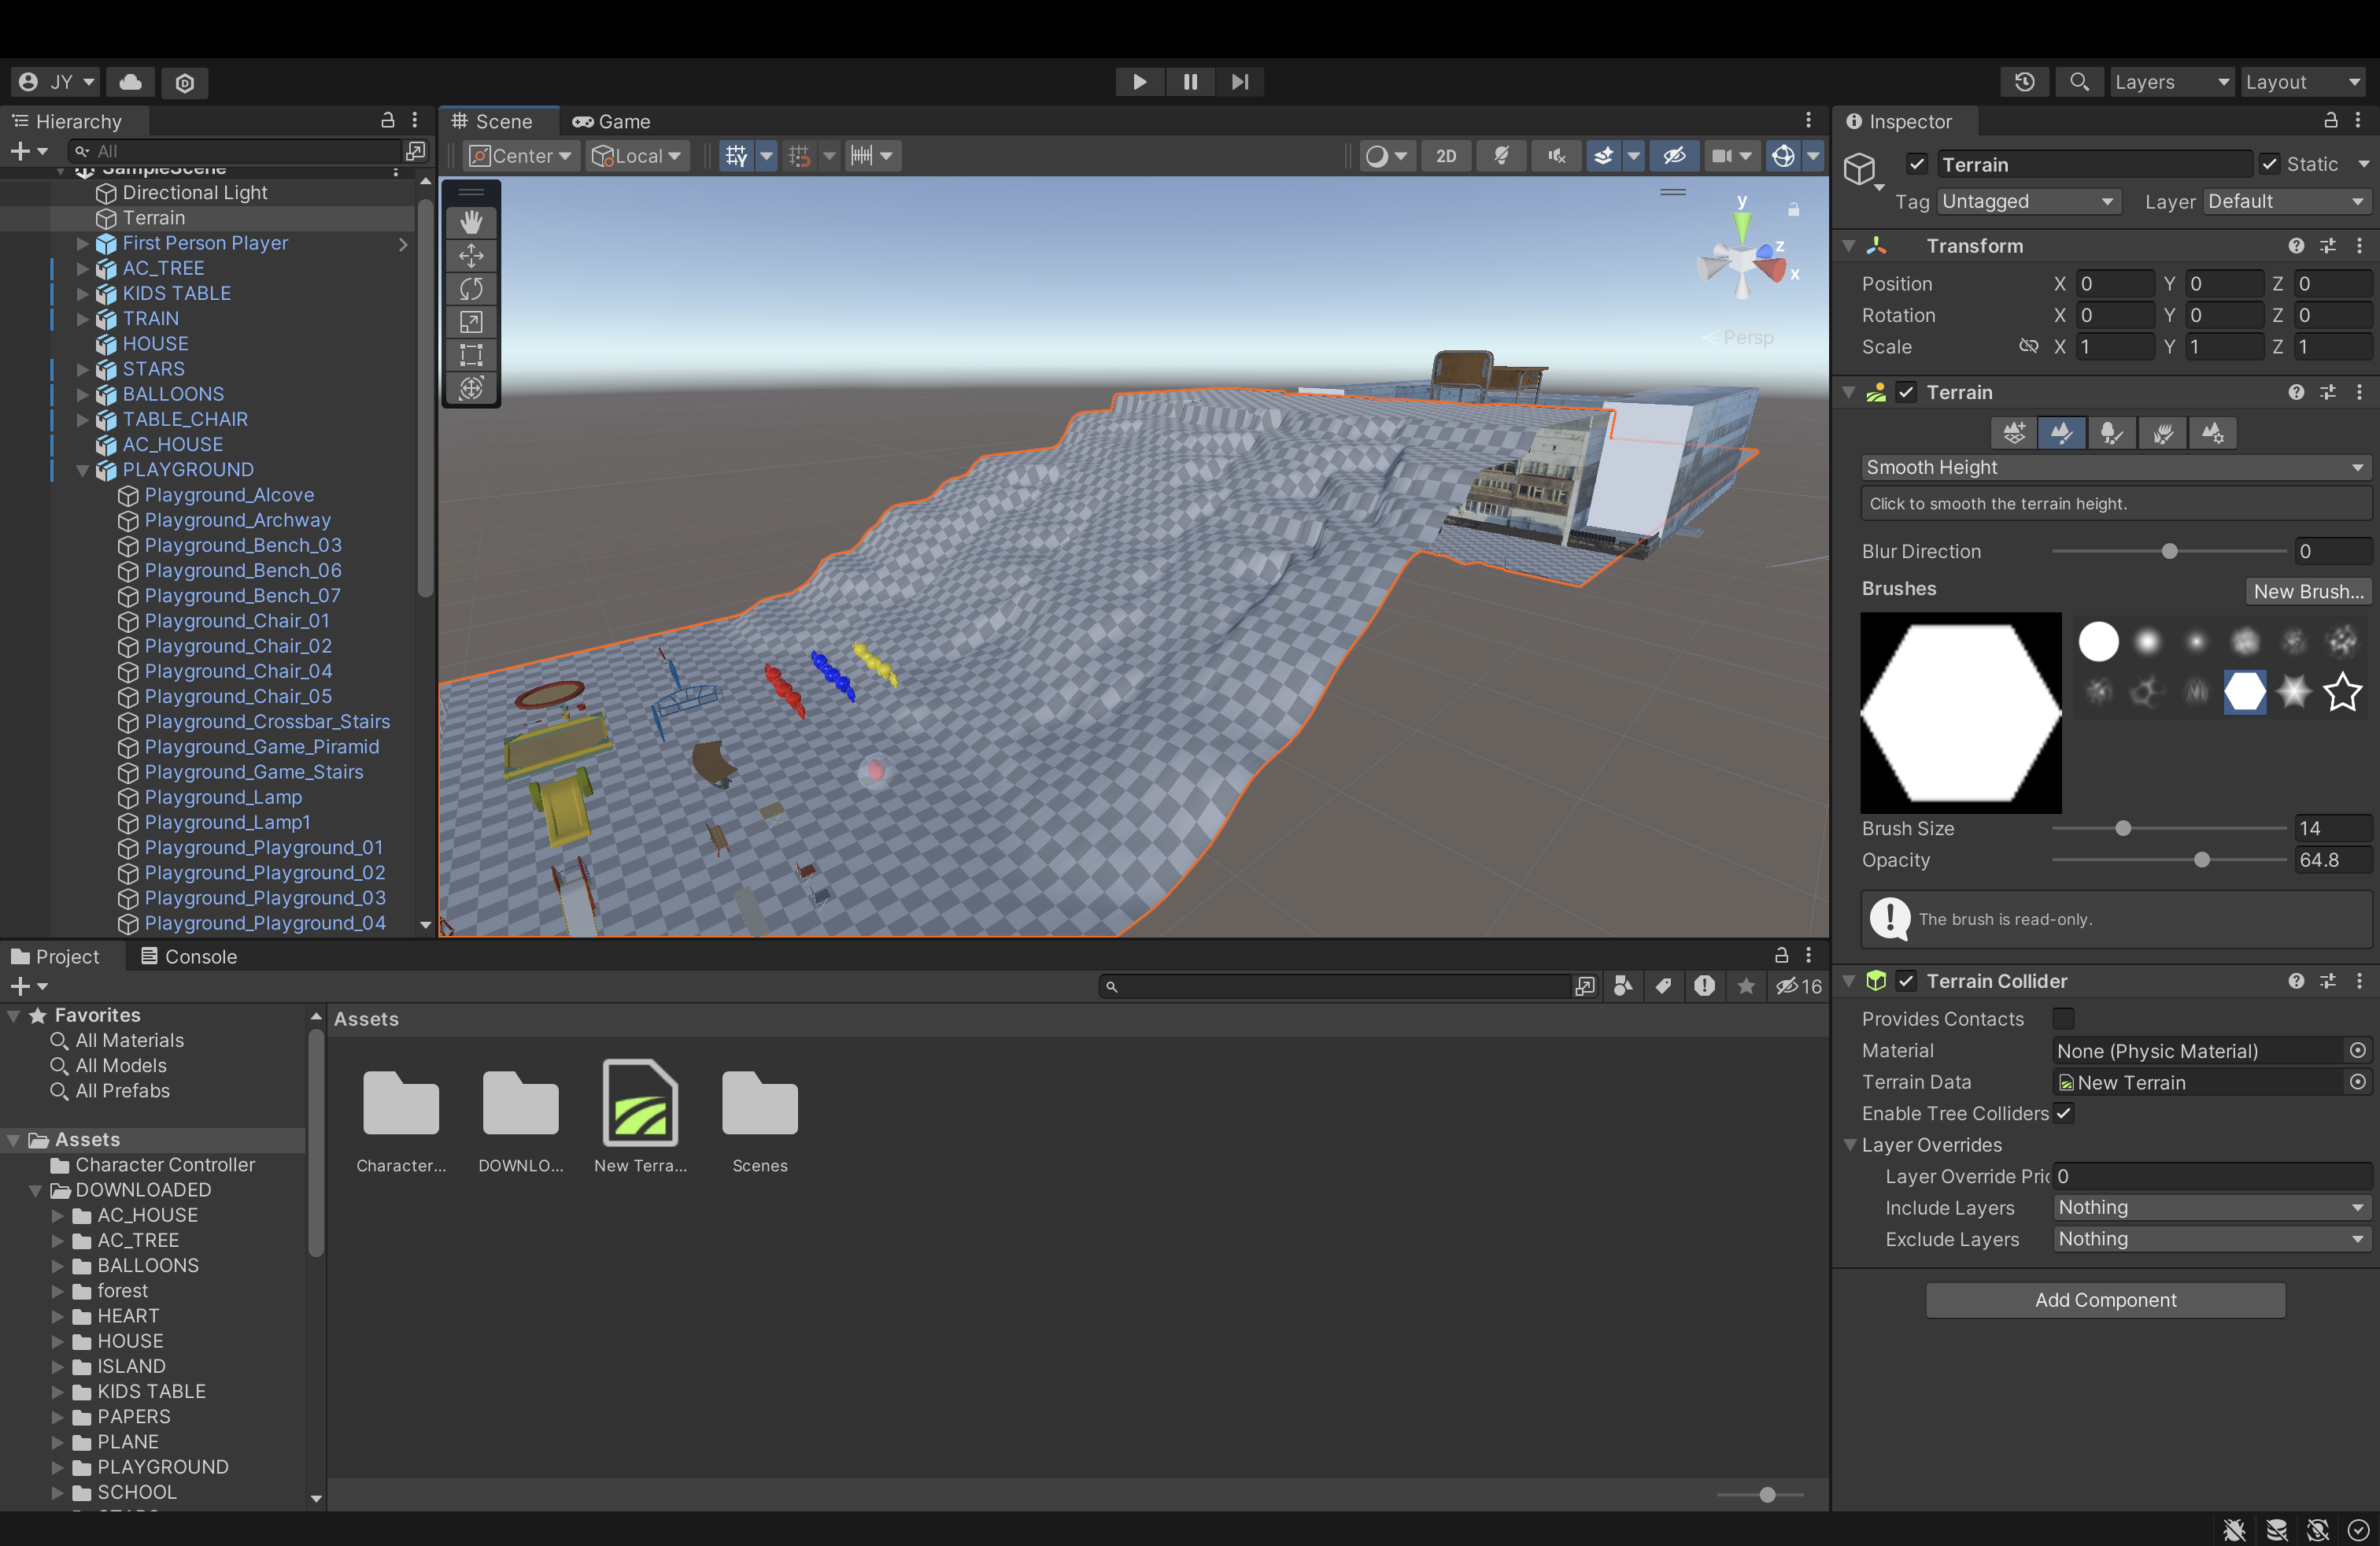 JY
Layers
Layout
Hierarchy
All
SampleScene
Directional Light
Terrain
First Person Player
AC_TREE
KIDS TABLE
TRAIN
HOUSE
STARS
BALLOONS
TABLE_CHAIR
AC_HOUSE
PLAYGROUND
Playground_Alcove
Playground_Archway
Playground_Bench_03
Playground_Bench_06
Playground_Bench_07
Playground_Chair_01
Playground_Chair_02
Playground_Chair_04
Playground_Chair_05
Playground_Crossbar_Stairs
Playground_Game_Piramid
Playground_Game_Stairs
Playground_Lamp
Playground_Lamp1
Playground_Playground_01
Playground_Playground_02
Playground_Playground_03
Playground_Playground_04
Scene
Game
Center
Local
2D
y
z
x
Persp
Inspector
Terrain
Static
Tag
Untagged
Layer
Default
Transform
Position X 0 Y 0 Z 0
Rotation X 0 Y 0 Z 0
Scale X 1 Y 1 Z 1
Terrain
Smooth Height
Click to smooth the terrain height.
Blur Direction 0
Brushes
New Brush...
Brush Size 14
Opacity 64.8
The brush is read-only.
Terrain Collider
Provides Contacts
Material None (Physic Material)
Terrain Data New Terrain
Enable Tree Colliders
Layer Overrides
Layer Override Pri 0
Include Layers Nothing
Exclude Layers Nothing
Add Component
Project
Console
16
Favorites
All Materials
All Models
All Prefabs
Assets
Character Controller
DOWNLOADED
AC_HOUSE
AC_TREE
BALLOONS
forest
HEART
HOUSE
ISLAND
KIDS TABLE
PAPERS
PLANE
PLAYGROUND
SCHOOL
Assets
Character...
DOWNLO...
New Terra...
Scenes